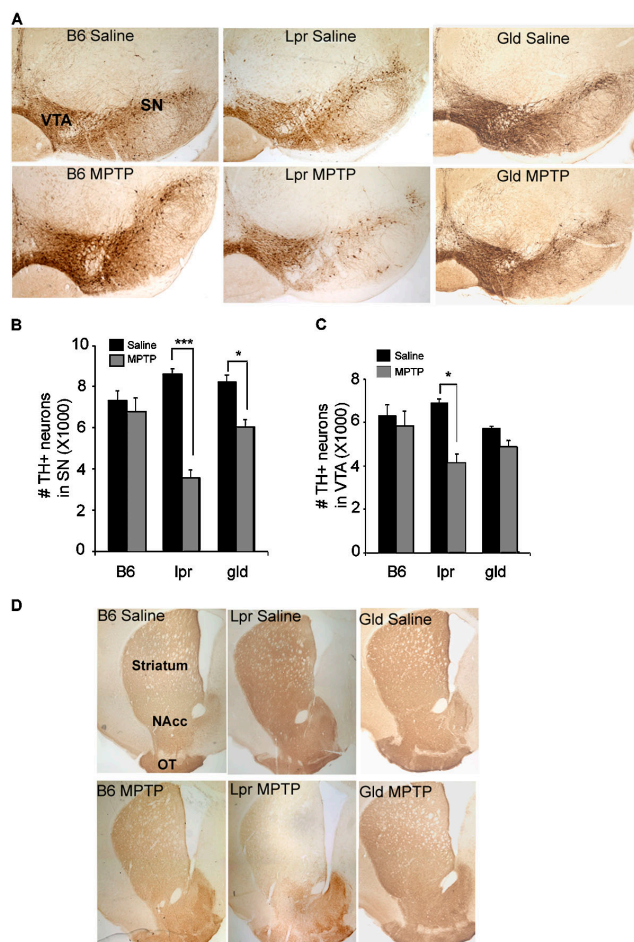 A
B6 Saline
Lpr Saline
Gld Saline
VTA
SN
B6 MPTP
Lpr MPTP
Gld MPTP
B
Saline
MPTP
***
*
# TH+ neurons
in SN (X1000)
10
8
6
4
2
0
B6
lpr
gld
C
Saline
MPTP
*
# TH+ neurons
in VTA (X1000)
8
6
4
2
0
B6
lpr
gld
D
B6 Saline
Lpr Saline
Gld Saline
Striatum
NAcc
OT
B6 MPTP
Lpr MPTP
Gld MPTP